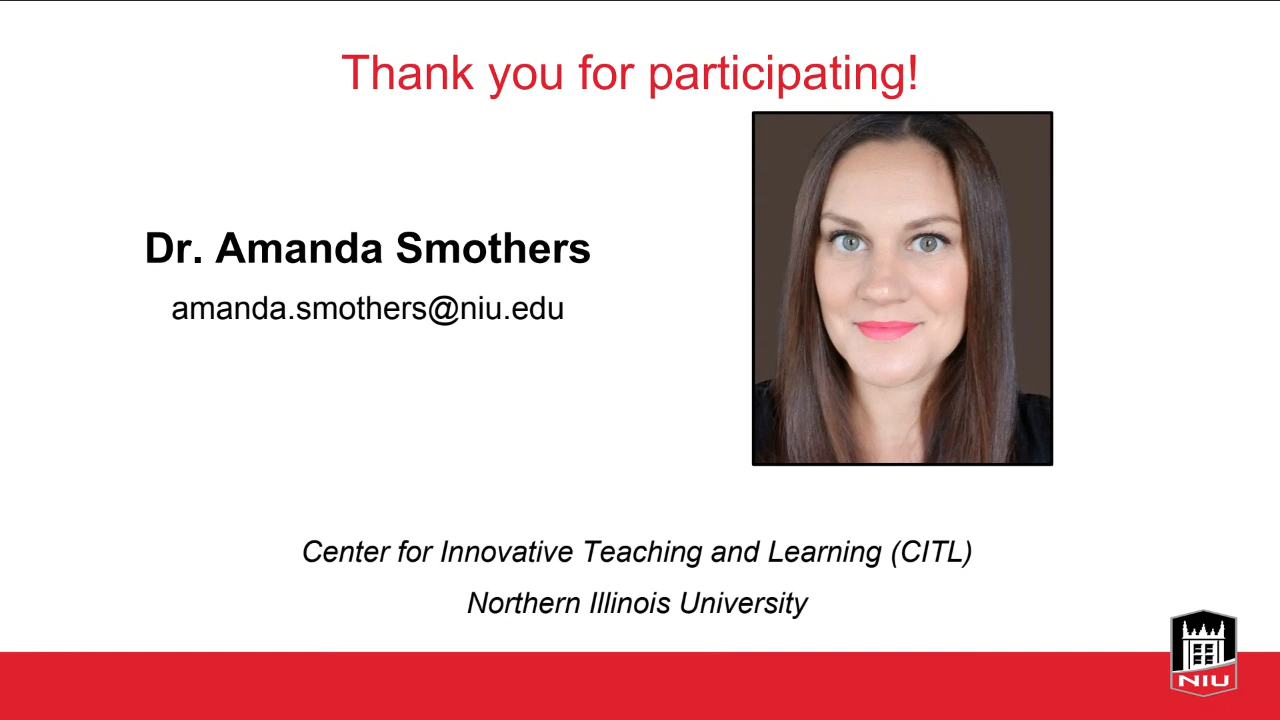 Thank you for participating!
Dr. Amanda Smothers
amanda.smothers@niu.edu
Center for Innovative Teaching and Learning (CITL)
Northern Illinois University
NIU